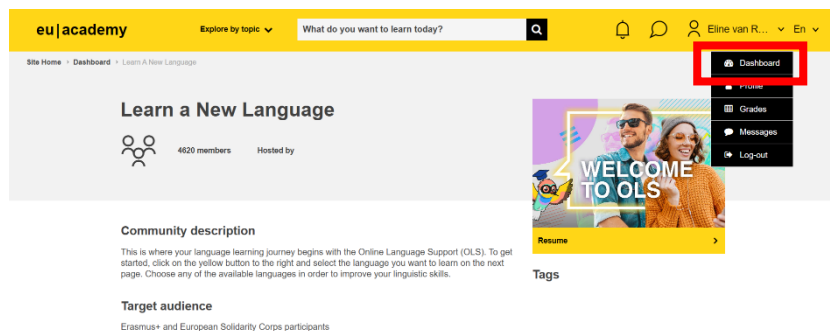 eu|academy
Explore by topic
What do you want to learn today?
Eline van R...
En
Site Home
Dashboard
Learn A New Language
Dashboard
Profile
Grades
Messages
Log-out
Learn a New Language
4620 members
Hosted by
WELCOME
TO OLS
Resume
Community description
This is where your language learning journey begins with the Online Language Support (OLS). To get
started, click on the yellow button to the right and select the language you want to learn on the next
page. Choose any of the available languages in order to improve your linguistic skills.
Tags
Target audience
Erasmus+ and European Solidarity Corps participants